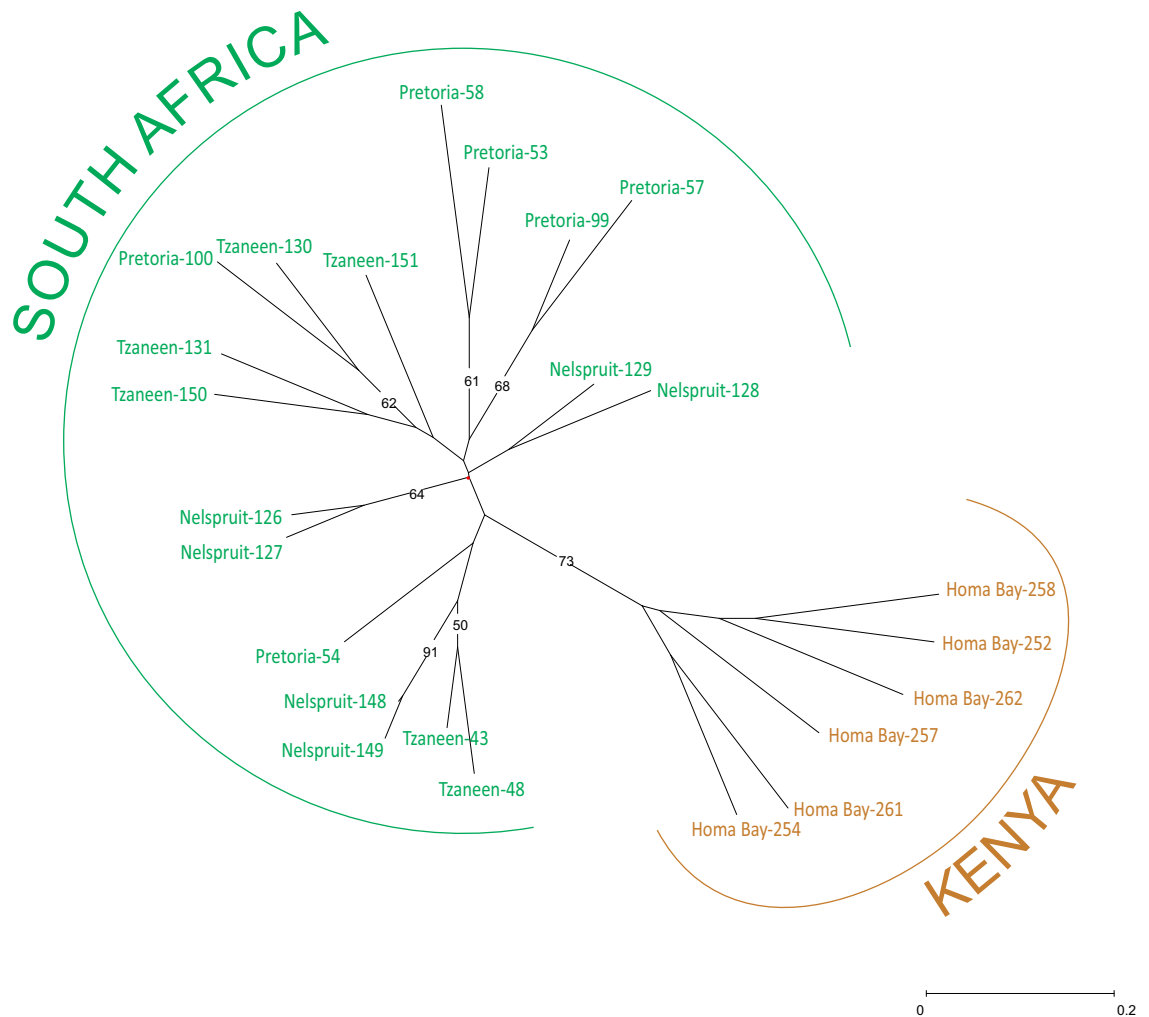 SOUTH AFRICA
Pretoria-58
Pretoria-53
Pretoria-57
Pretoria-99
Tzaneen-130
Pretoria-100
Tzaneen-151
Tzaneen-131
Nelspruit-129
61
68
Nelspruit-128
Tzaneen-150
62
64
Nelspruit-126
Nelspruit-127
73
Homa Bay-258
50
Homa Bay-252
91
Pretoria-54
Nelspruit-148
Homa Bay-262
Homa Bay-257
Tzaneen-43
Nelspruit-149
Tzaneen-48
Homa Bay-261
Homa Bay-254
KENYA
0
0.2